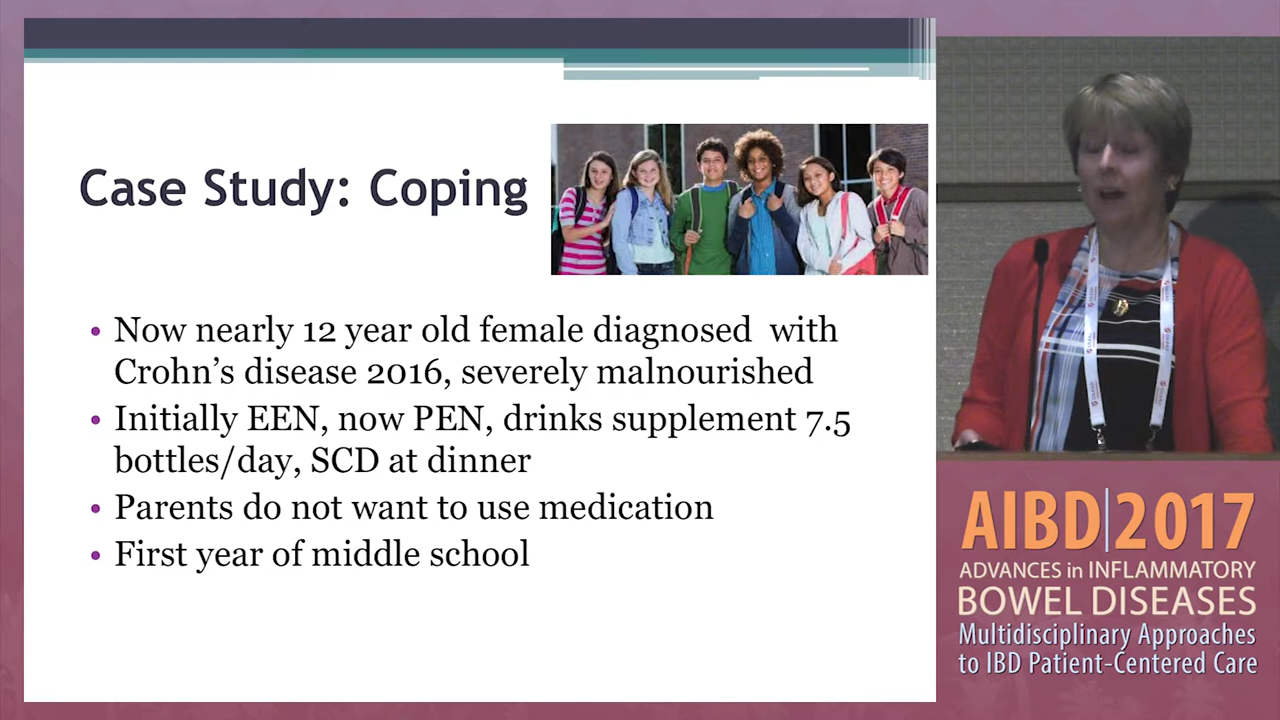 Case Study: Coping
• Now nearly 12 year old female diagnosed with
Crohn's disease 2016, severely malnourished
• Initially EEN, now PEN, drinks supplement 7.5
bottles/day, SCD at dinner
• Parents do not want to use medication
• First year of middle school
AIBD|2017
ADVANCES in INFLAMMATORY
BOWEL DISEASES
Multidisciplinary Approaches
to IBD Patient-Centered Care